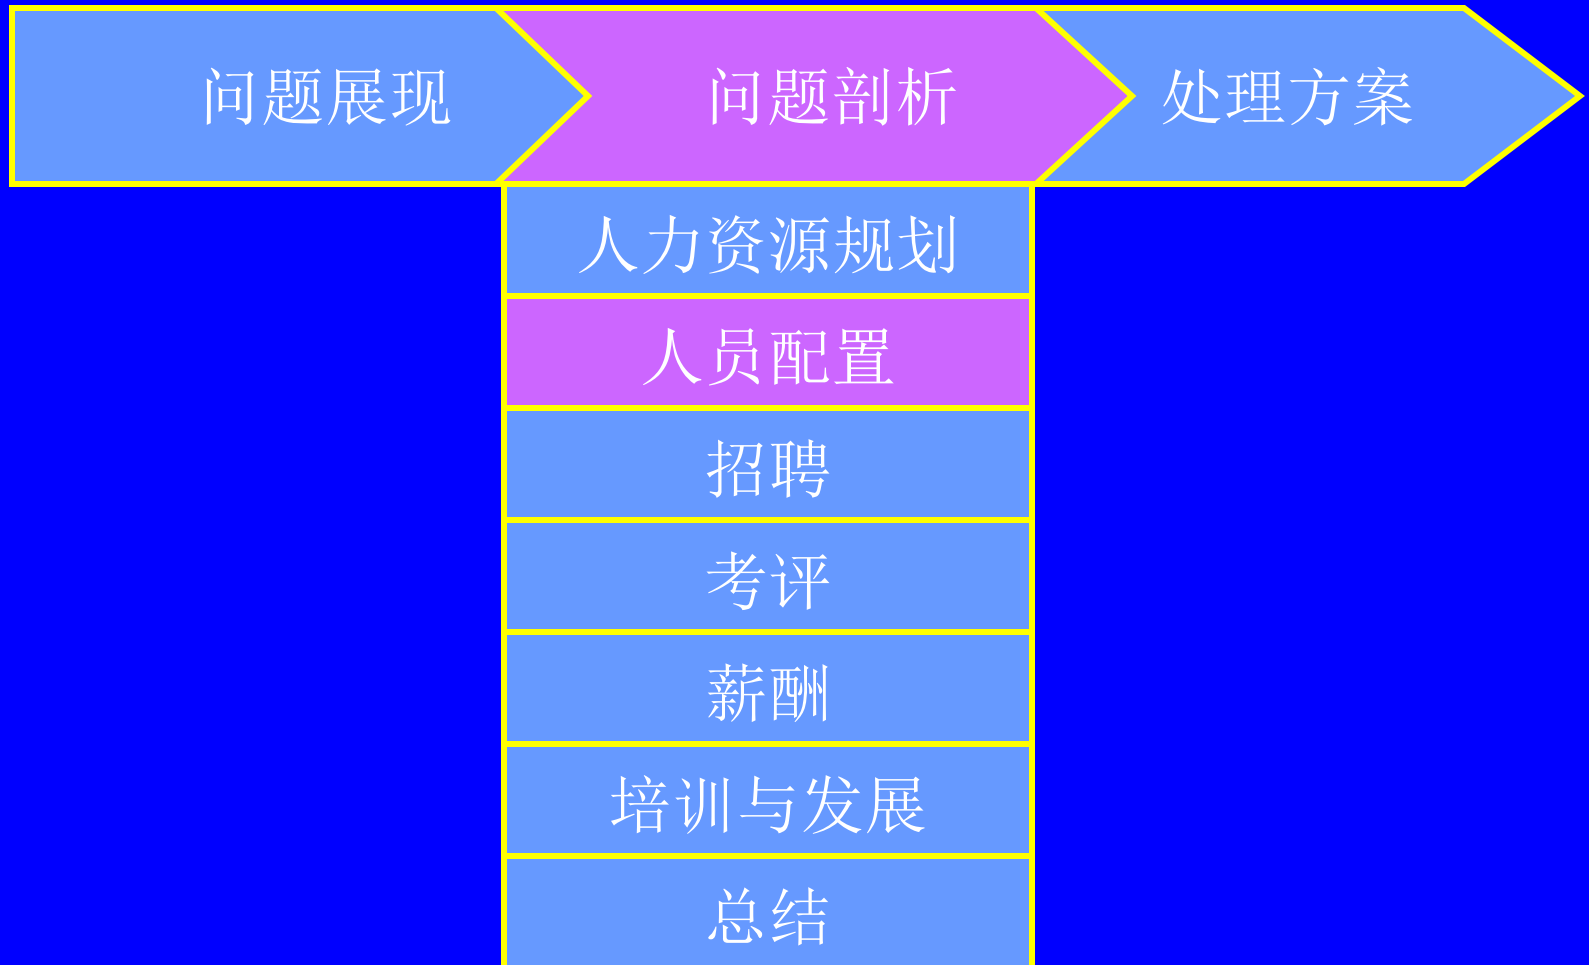 问题展现 问题剖析 处理方案
人力资源规划
人员配置
招聘
考评
薪酬
培训与发展
总结